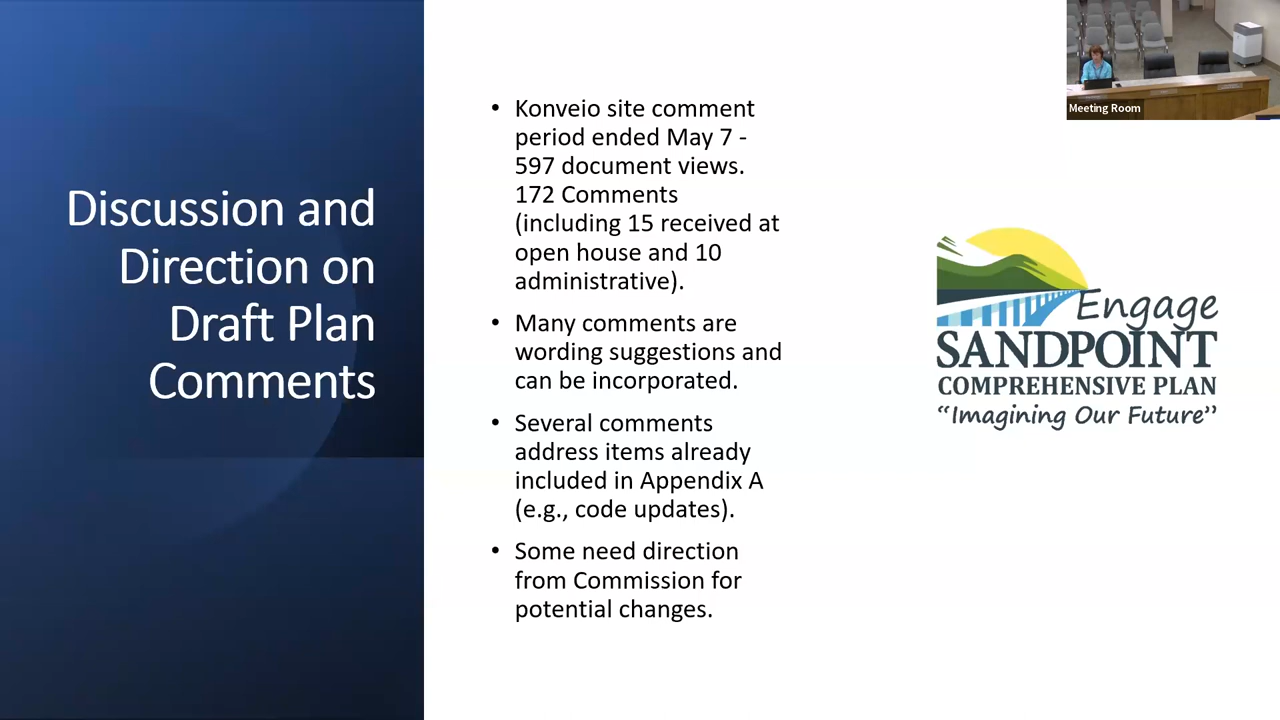 Discussion and
Direction on
Draft Plan
Comments
• Konveio site comment
period ended May 7 -
597 document views.
172 Comments
(including 15 received at
open house and 10
administrative).
• Many comments are
wording suggestions and
can be incorporated.
• Several comments
address items already
included in Appendix A
(e.g., code updates).
• Some need direction
from Commission for
potential changes.
Meeting Room
Engage
SANDPOINT
COMPREHENSIVE PLAN
“Imagining Our Future”